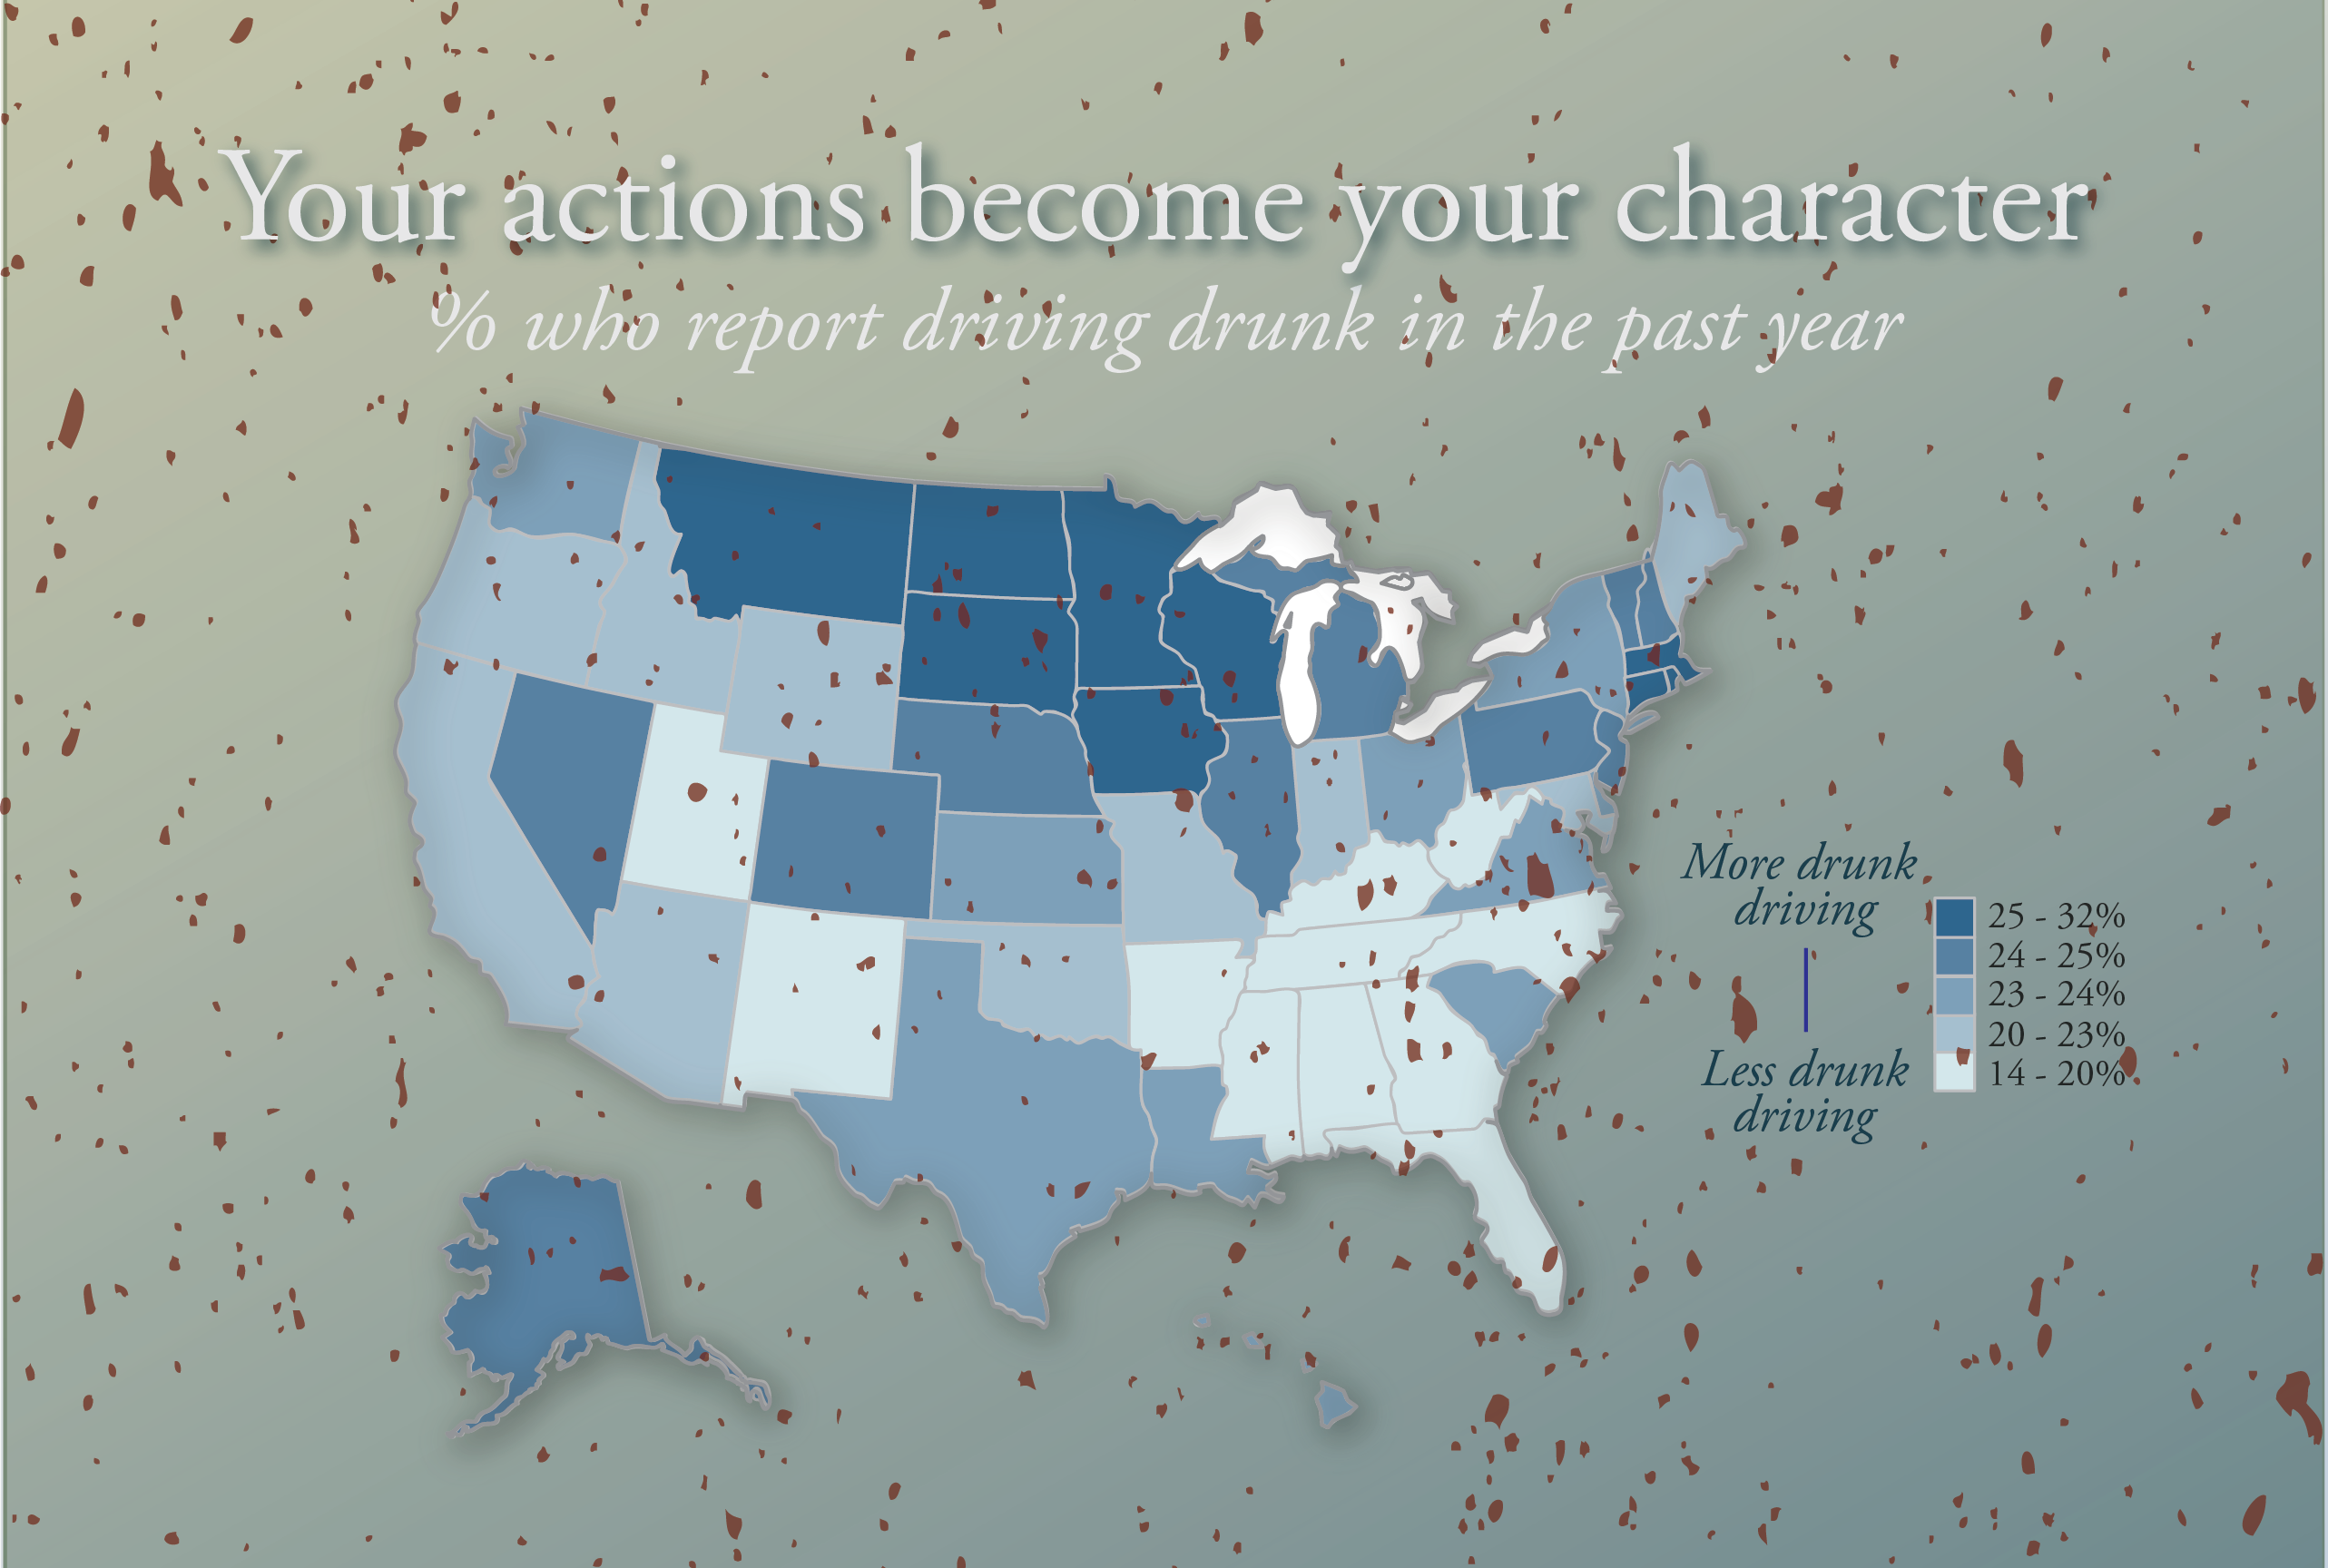 Your actions become your character
% who report driving drunk in the past year
More drunk
driving
25 - 32%
24 - 25%
23 - 24%
20 - 23%
14 - 20%
Less drunk
driving